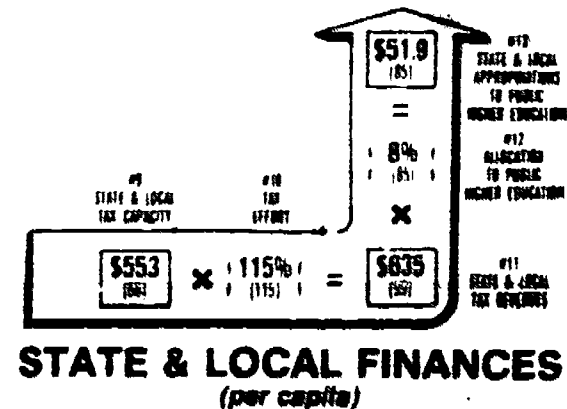 $51.9
(85)
#13
STATE & LOCAL
APPROPRIATIONS
TO PUBLIC
HIGHER EDUCATION
=
8%
(85)
#12
ALLOCATION
TO PUBLIC
HIGHER EDUCATION
×
#9
STATE & LOCAL
TAX CAPACITY
#10
TAX
EFFORT
$553
× 115% =
(115)
$635
#11
STATE & LOCAL
TAX REVENUES
STATE & LOCAL FINANCES
(per capita)